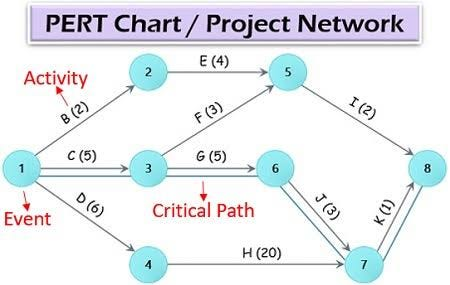 PERT Chart / Project Network
Activity
E (4)
2
5
B (2)
F (3)
I (2)
C (5)
G (5)
1
3
6
8
D (6)
J (3)
K (1)
Event
Critical Path
H (20)
4
7